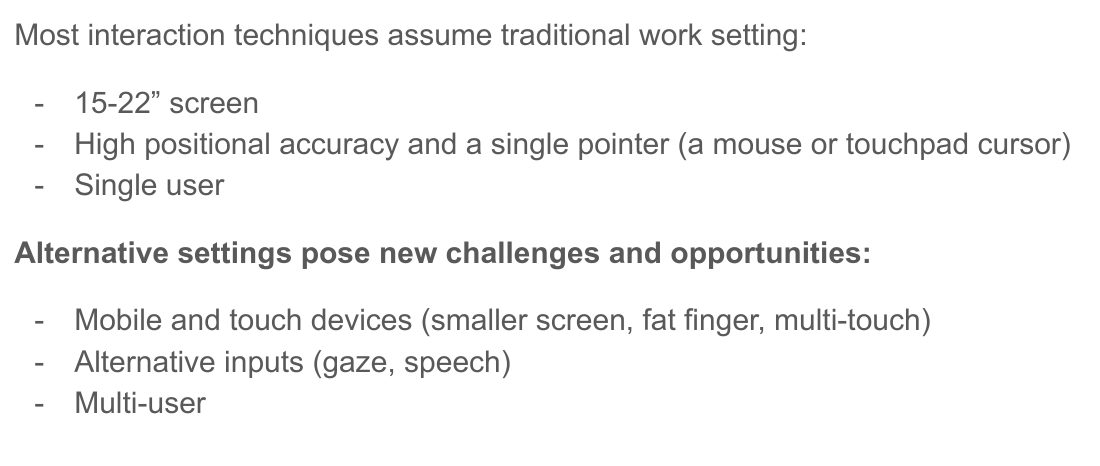 Most interaction techniques assume traditional work setting:
- 15-22” screen
- High positional accuracy and a single pointer (a mouse or touchpad cursor)
- Single user
Alternative settings pose new challenges and opportunities:
- Mobile and touch devices (smaller screen, fat finger, multi-touch)
- Alternative inputs (gaze, speech)
- Multi-user